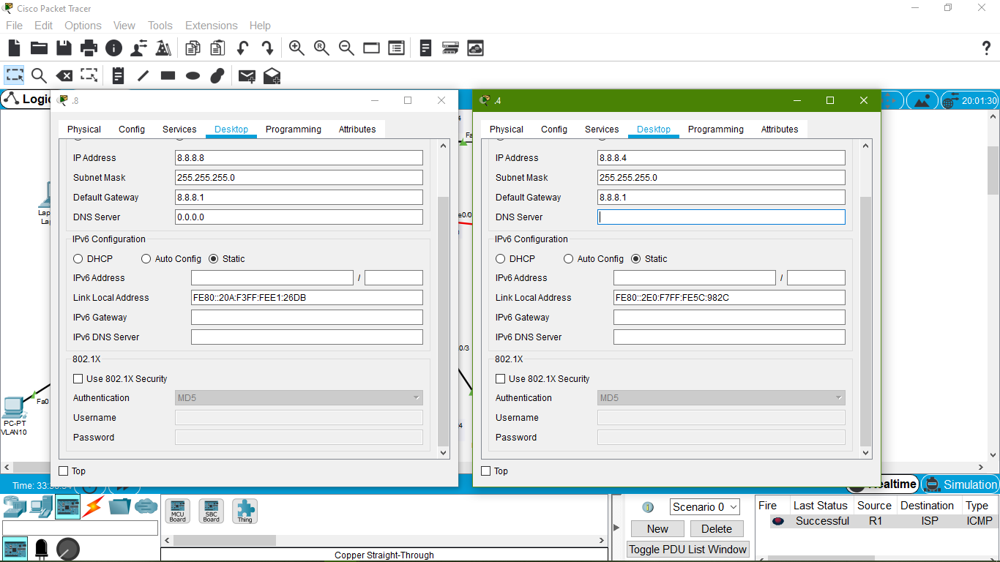 Cisco Packet Tracer
File Edit Options View Tools Extensions Help
?
Logic
20:01:30
.8
Physical Config Services Desktop Programming Attributes
IP Address 8.8.8.8
Subnet Mask 255.255.255.0
Default Gateway 8.8.8.1
DNS Server 0.0.0.0
IPv6 Configuration
DHCP Auto Config Static
IPv6 Address /
Link Local Address FE80::20A:F3FF:FEE1:26DB
IPv6 Gateway
IPv6 DNS Server
802.1X
Use 802.1X Security
Authentication MD5
Username
Password
Top
.4
Physical Config Services Desktop Programming Attributes
IP Address 8.8.8.4
Subnet Mask 255.255.255.0
Default Gateway 8.8.8.1
DNS Server
IPv6 Configuration
DHCP Auto Config Static
IPv6 Address /
Link Local Address FE80::2E0:F7FF:FE5C:982C
IPv6 Gateway
IPv6 DNS Server
802.1X
Use 802.1X Security
Authentication MD5
Username
Password
Top
Lap
La
Fa0
PC-PT
VLAN10
4
Fa
e0/0
0/3
4
Time: 33:
Realtime Simulation
MCU Board
SBC Board
Thing
Copper Straight-Through
Scenario 0
New Delete
Toggle PDU List Window
Fire Last Status Source Destination Type
Successful R1 ISP ICMP